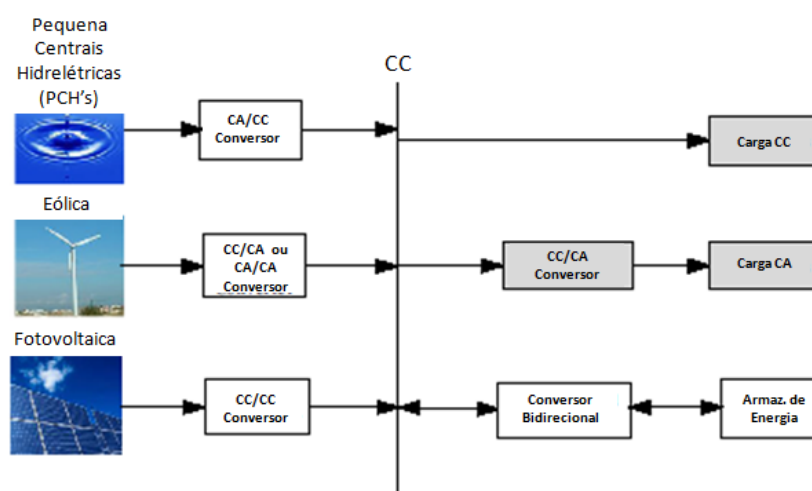 Pequena
Centrais
Hidrelétricas
(PCH's)
CC
CA/CC
Conversor
Carga CC
Eólica
CC/CA ou
CA/CA
Conversor
CC/CA
Conversor
Carga CA
Fotovoltaica
CC/CC
Conversor
Conversor
Bidirecional
Armaz. de
Energia